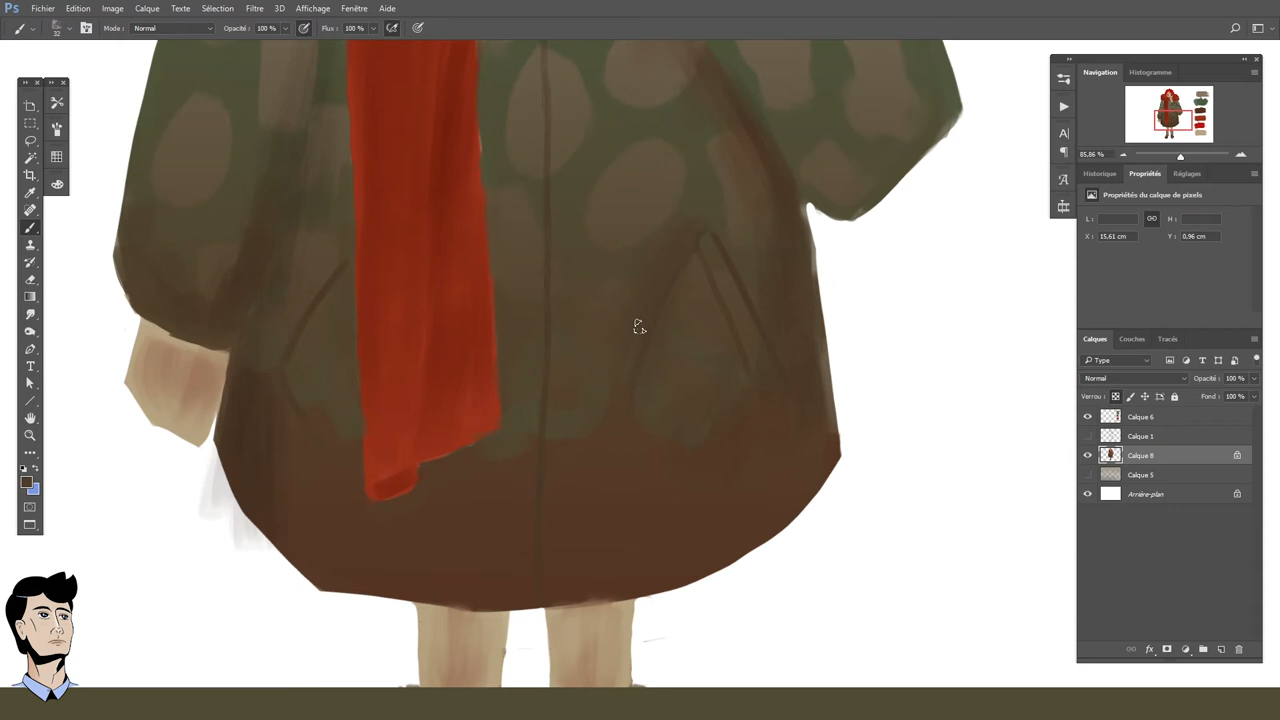 Ps Fichier Edition Image Calque Texte Sélection Filtre 3D Affichage Fenêtre Aide
32 Mode : Normal Opacité : 100 % Flux : 100 %
Navigation Histogramme
85,86 %
Historique Propriétés Réglages
Propriétés du calque de pixels
L : H :
X : 15,61 cm Y : 0,96 cm
Calques Couches Tracés
Type
Normal Opacité : 100 %
Verrou : Fond : 100 %
Calque 6
Calque 1
Calque 8
Calque 5
Arrière-plan